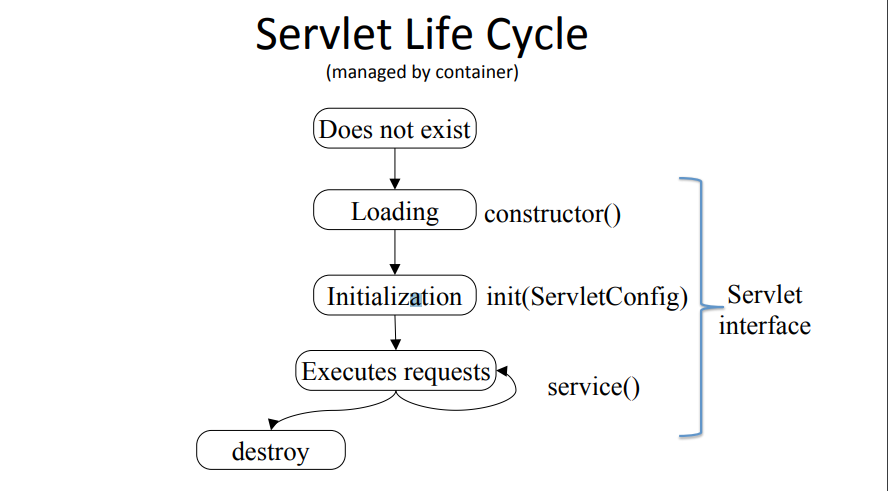 Servlet Life Cycle
(managed by container)
Does not exist
Loading
constructor()
Initialization
init(ServletConfig)
Servlet
interface
Executes requests
service()
destroy